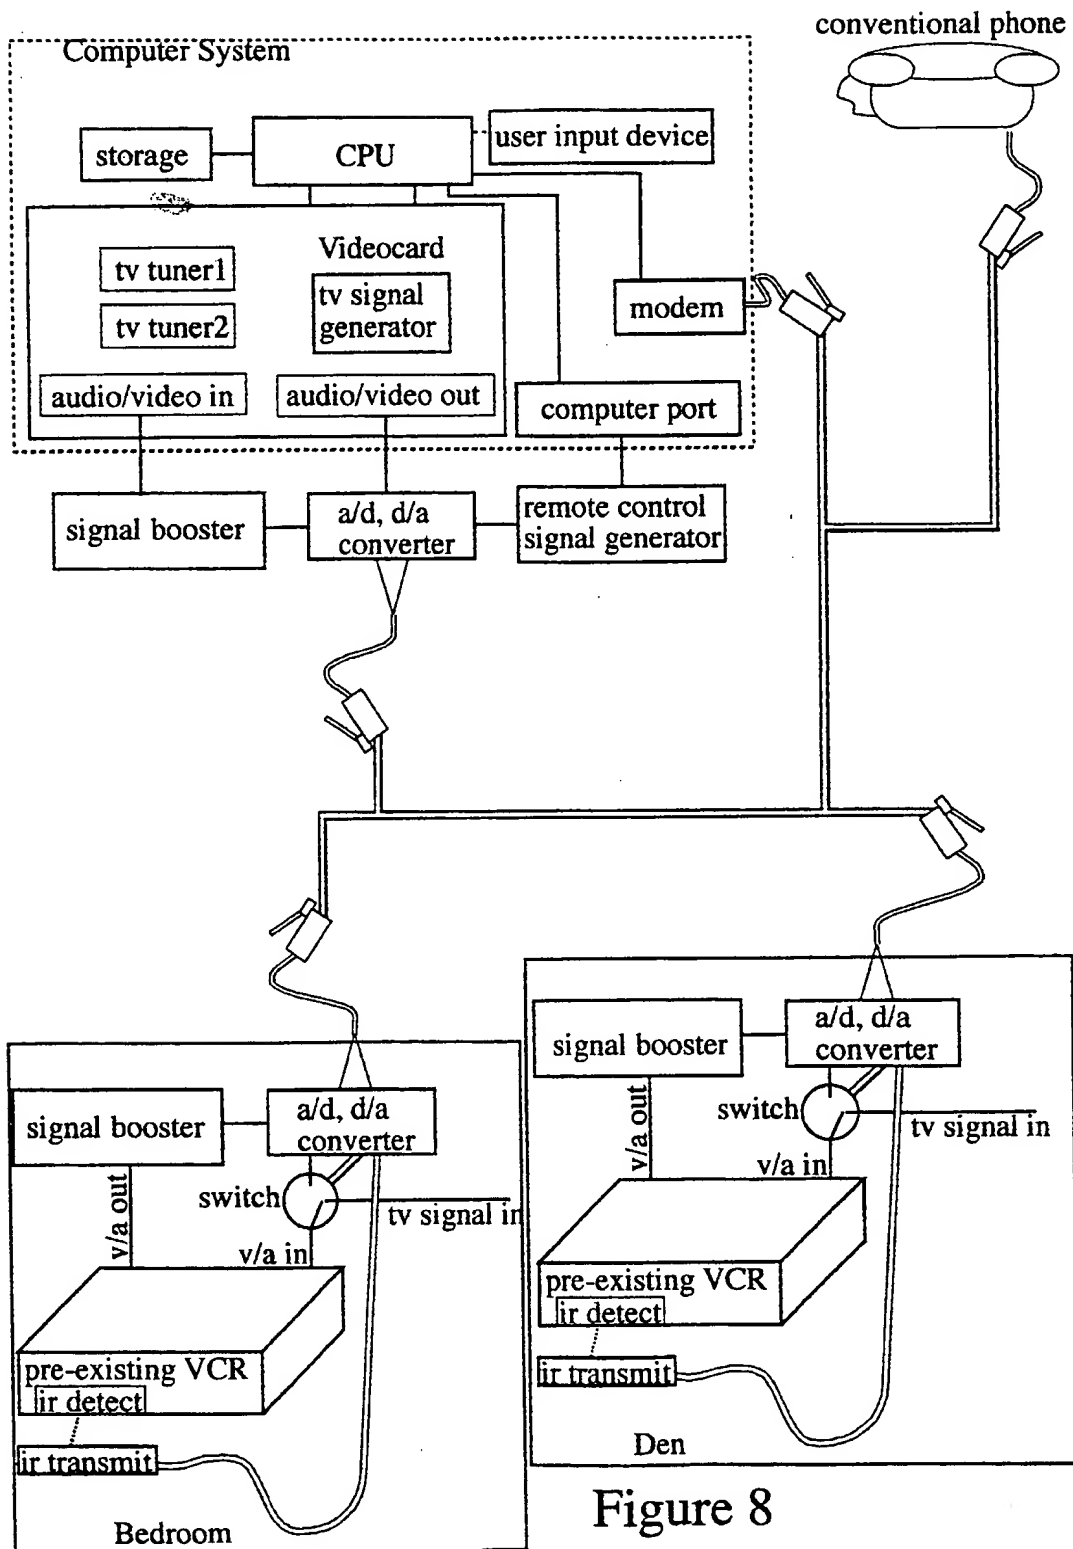 conventional phone
Computer System
storage
CPU
user input device
Videocard
tv tuner1
tv tuner2
tv signal
generator
modem
audio/video in
audio/video out
computer port
signal booster
a/d, d/a
converter
remote control
signal generator
signal booster
a/d, d/a
converter
switch
tv signal in
v/a out
v/a in
pre-existing VCR
ir detect
ir transmit
Den
signal booster
a/d, d/a
converter
switch
tv signal in
v/a out
v/a in
pre-existing VCR
ir detect
ir transmit
Bedroom
Figure 8